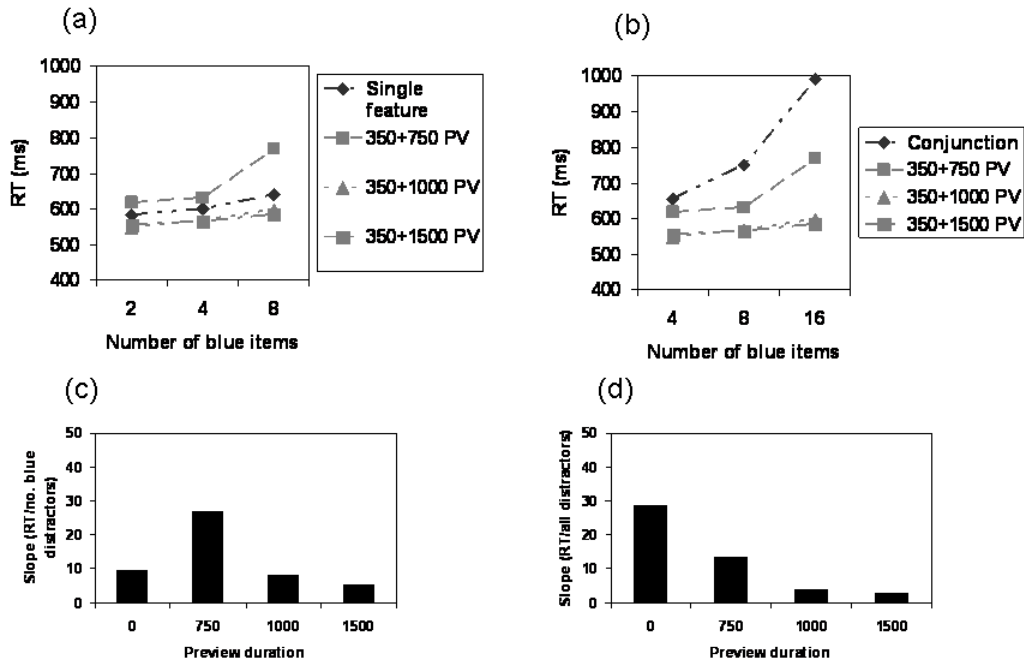 (a)
1000
900
800
700
600
500
400
RT (ms)
2 4 8
Number of blue items
Single
feature
350+750 PV
350+1000 PV
350+1500 PV
(b)
1000
900
800
700
600
500
400
RT (ms)
4 8 16
Number of blue items
Conjunction
350+750 PV
350+1000 PV
350+1500 PV
(c)
50
40
30
20
10
0
Slope (RT/no. blue
distractors)
0 750 1000 1500
Preview duration
(d)
50
40
30
20
10
0
Slope (RT/all distractors)
0 750 1000 1500
Preview duration